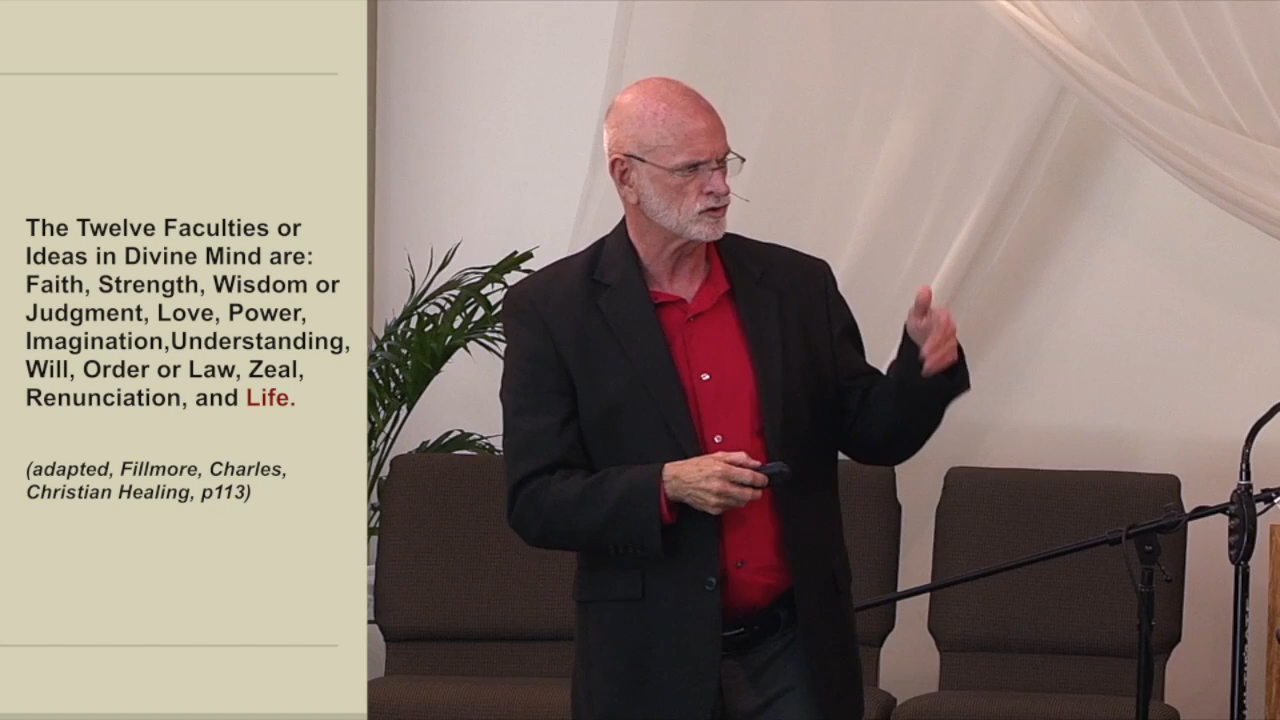 The Twelve Faculties or
Ideas in Divine Mind are:
Faith, Strength, Wisdom or
Judgment, Love, Power,
Imagination,Understanding,
Will, Order or Law, Zeal,
Renunciation, and Life.
(adapted, Fillmore, Charles,
Christian Healing, p113)